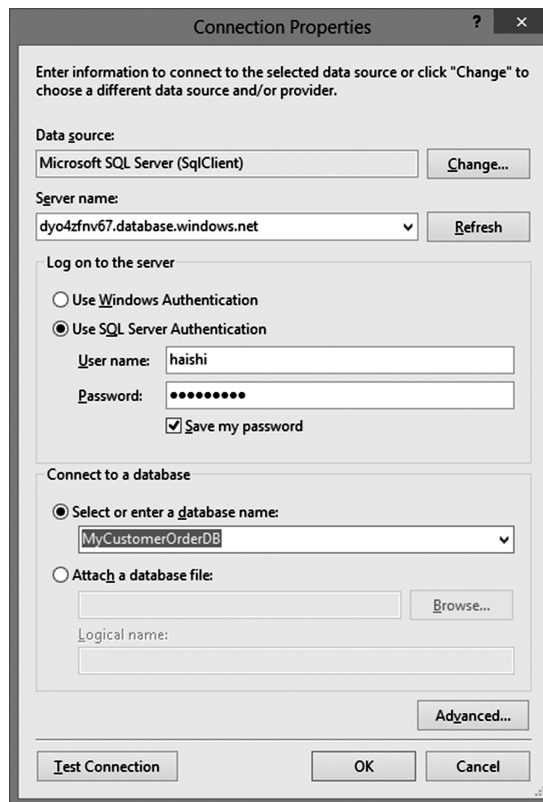 Connection Properties
?
×
Enter information to connect to the selected data source or click "Change" to
choose a different data source and/or provider.
Data source:
Microsoft SQL Server (SqlClient)
Change...
Server name:
dyo4zfnv67.database.windows.net
Refresh
Log on to the server
Use Windows Authentication
Use SQL Server Authentication
User name:
haishi
Password:
●●●●●●●●●
Save my password
Connect to a database
Select or enter a database name:
MyCustomerOrderDB
Attach a database file:
Browse...
Logical name:
Advanced...
Test Connection
OK
Cancel